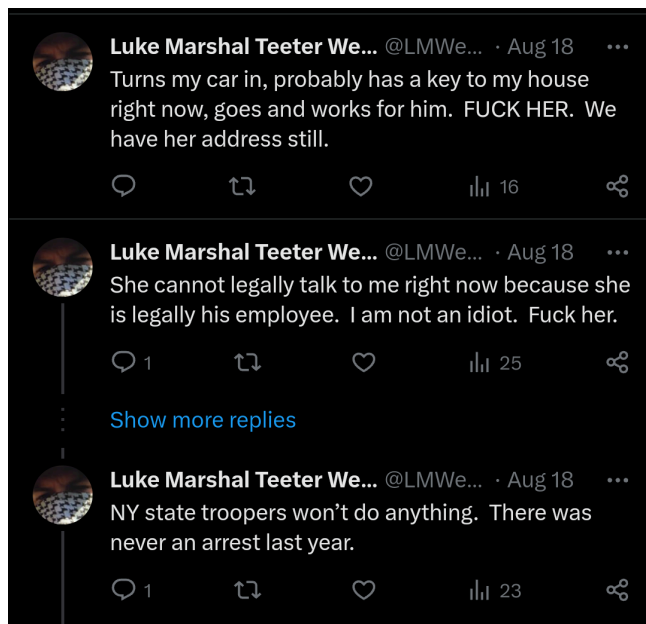 Luke Marshal Teeter We... @LMWe... · Aug 18
Turns my car in, probably has a key to my house
right now, goes and works for him.  FUCK HER.  We
have her address still.
16
Luke Marshal Teeter We... @LMWe... · Aug 18
She cannot legally talk to me right now because she
is legally his employee.  I am not an idiot.  Fuck her.
1 25
Show more replies
Luke Marshal Teeter We... @LMWe... · Aug 18
NY state troopers won’t do anything.  There was
never an arrest last year.
1 23